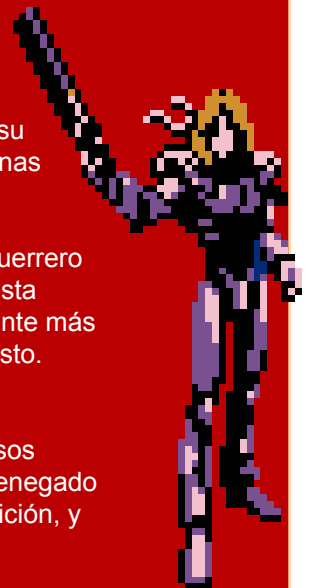 su
nas
uerrero
sta
nte más
sto.
sos
enegado
ición, y